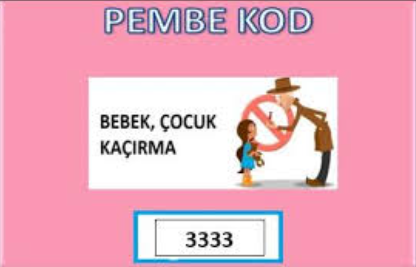 PEMBE KOD
BEBEK, ÇOCUK
KAÇIRMA
3333